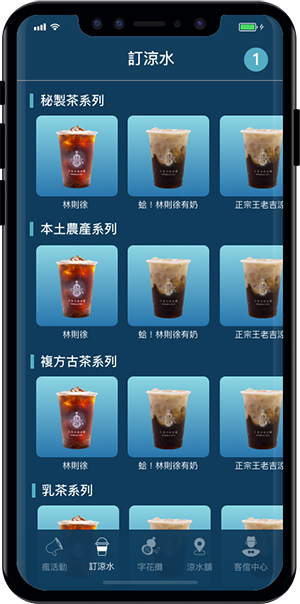 訂涼水
1
秘製茶系列
林則徐
蛤！林則徐有奶
正宗王老吉涼
本土農產系列
林則徐
蛤！林則徐有奶
正宗王老吉涼
複方古茶系列
林則徐
蛤！林則徐有奶
正宗王老吉涼
乳茶系列
瘋活動
訂涼水
字花攤
涼水舖
客倌中心